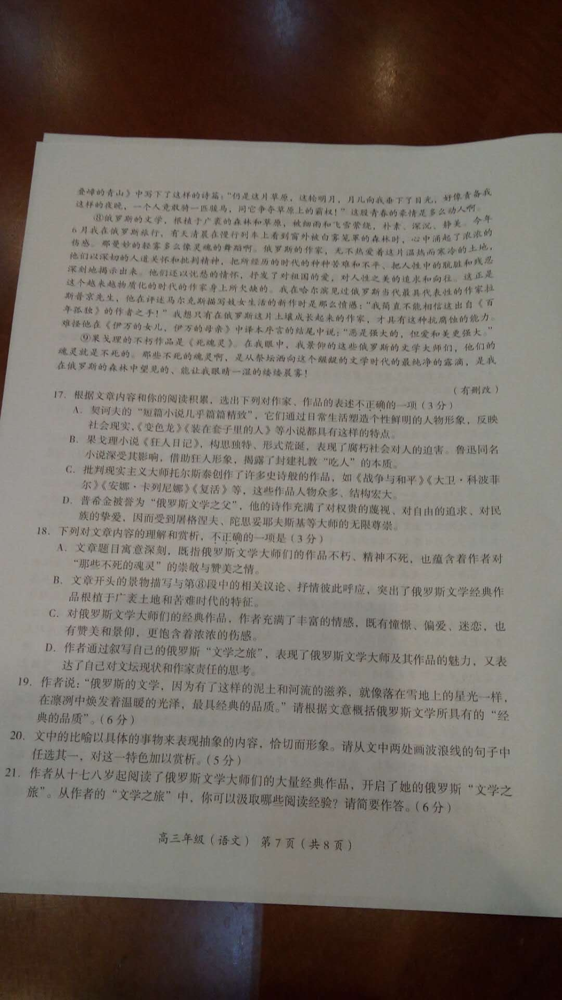 叠嶂的青山》中写下了这样的诗篇：“仍是这片草原，这轮明月，月儿向我垂下了目光，好像责备我
这样的夜晚，一个人竟敢骑一匹骏马，同它争夺草原上的霸权！”这股青春的豪情是多么动人啊。
⑧俄罗斯的文学，根植于广袤的森林和草原，被细雨和飞雪萦绕，朴素、深沉、静美。今年
6月我在俄罗斯旅行，有天清晨在慢行列车上看到窗外被白雾笼罩的森林时，心中涌起了浓浓的
伤感。那曼妙的轻雾多么像灵魂的舞蹈啊。俄罗斯的作家，无不热爱着这片温热而寒冷的土地，
他们以深切的人道关怀和批判精神，把所经历的时代的种种苦难和不平、把人性中的肮脏和残忍
深刻地揭示出来。他们还以忧愁的情怀，抒发了对祖国的爱，对人性之美的追求和向往。这正是
这个越来越物质化的时代的作家身上所欠缺的。我在哈尔滨见过俄罗斯当代最具代表性的作家拉
斯普京先生，他在评述马尔克斯描写妓女生活的新作时是那么愤慨：“我简直不能相信这出自《百
年孤独》的作者之手！”我想只有在俄罗斯这片土壤成长起来的作家，才具有这种抗腐蚀的能力。
难怪他在《伊万的女儿，伊万的母亲》中译本序言的结尾中说：“恶是强大的，但爱和美更强大。”
⑨果戈理的不朽作品是《死魂灵》。在我眼中，我景仰的这些俄罗斯的文学大师们，他们的
魂灵就是不死的。那些不死的魂灵啊，是从祭坛洒向这个龌龊的文学时代的最纯净的露滴，是我
在俄罗斯的森林中望见的、能让我眼睛一湿的缕缕晨雾！
（有删改）
17．根据文章内容和你的阅读积累，选出下列对作家、作品的表述不正确的一项（3分）
A．契诃夫的“短篇小说几乎篇篇精致”，它们通过日常生活塑造个性鲜明的人物形象，反映
社会现实，《变色龙》《装在套子里的人》等小说都具有这样的特点。
B．果戈理小说《狂人日记》，构思独特、形式荒诞，表现了腐朽社会对人的迫害。鲁迅同名
小说深受其影响，借助狂人形象，揭露了封建礼教“吃人”的本质。
C．批判现实主义大师托尔斯泰创作了许多史诗般的作品，如《战争与和平》《大卫·科波菲
尔》《安娜·卡列尼娜》《复活》等，这些作品人物众多、结构宏大。
D．普希金被誉为“俄罗斯文学之父”，他的诗作充满了对权贵的蔑视、对自由的追求、对民
族的挚爱，因而受到屠格涅夫、陀思妥耶夫斯基等大师的无限尊崇。
18．下列对文章内容的理解和赏析，不正确的一项是（3分）
A．文章题目寓意深刻，既指俄罗斯文学大师们的作品不朽、精神不死，也蕴含着作者对
“那些不死的魂灵”的崇敬与赞美之情。
B．文章开头的景物描写与第⑧段中的相关议论、抒情彼此呼应，突出了俄罗斯文学经典作
品根植于广袤土地和苦难时代的特征。
C．对俄罗斯文学大师们的经典作品，作者充满了丰富的情感，既有憧憬、偏爱、迷恋，也
有赞美和景仰，更饱含着浓浓的伤感。
D．作者通过叙写自己的俄罗斯“文学之旅”，表现了俄罗斯文学大师及其作品的魅力，又表
达了自己对文坛现状和作家责任的思考。
19．作者说：“俄罗斯的文学，因为有了这样的泥土和河流的滋养，就像落在雪地上的星光一样，
在凛冽中焕发着温暖的光泽，最具经典的品质。”请根据文意概括俄罗斯文学所具有的“经
典的品质”。（6分）
20．文中的比喻以具体的事物来表现抽象的内容，恰切而形象。请从文中两处画波浪线的句子中
任选其一，对这一特色加以赏析。（5分）
21．作者从十七八岁起阅读了俄罗斯文学大师们的大量经典作品，开启了她的俄罗斯“文学之
旅”。从作者的“文学之旅”中，你可以汲取哪些阅读经验？请简要作答。（6分）
高三年级（语文） 第7页（共8页）